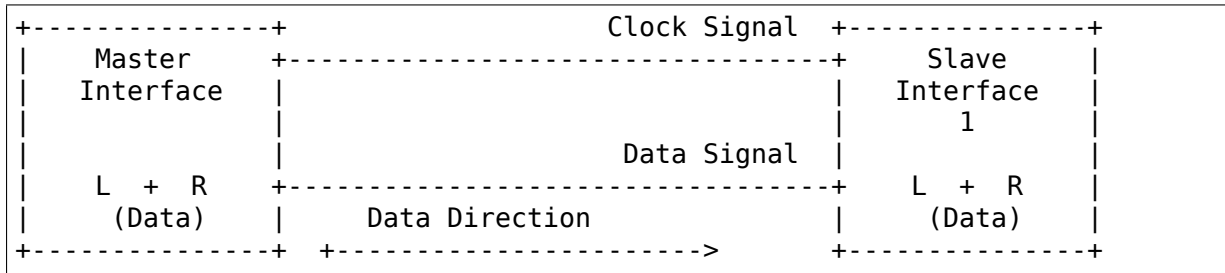 +---------------+                    Clock Signal  +---------------+
|    Master     +----------------------------------+     Slave     |
|   Interface   |                                  |   Interface   |
|               |                                  |       1       |
|               |                     Data Signal  |               |
|    L  +  R    +----------------------------------+    L  +  R    |
|     (Data)    |     Data Direction               |     (Data)    |
+---------------+  +----------------------->       +---------------+